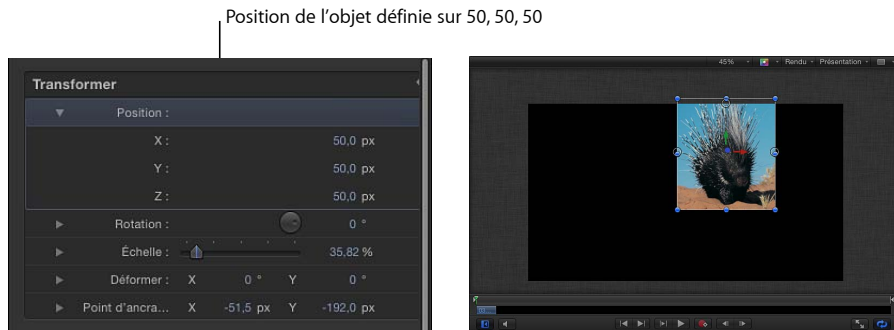 Position de l'objet définie sur 50, 50, 50
Transformer
Position :
X : 50,0 px
Y : 50,0 px
Z : 50,0 px
Rotation : 0 °
Échelle : 35,82 %
Déformer : X 0 ° Y 0 °
Point d'ancra... X -51,5 px Y -192,0 px
45% Rendu Présentation